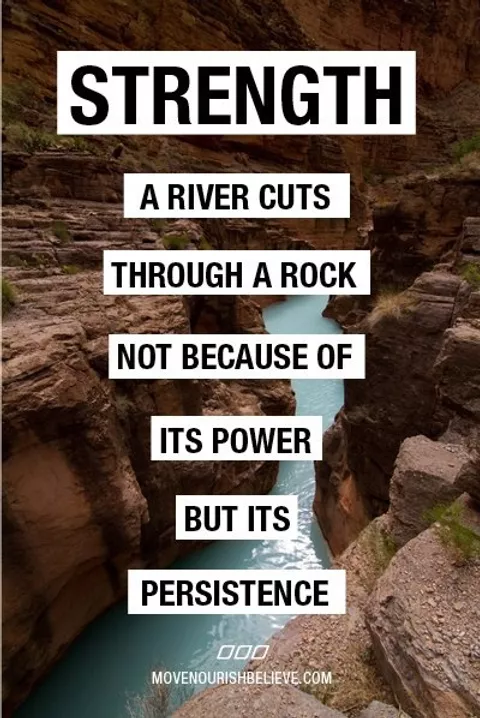 STRENGTH
A RIVER CUTS
THROUGH A ROCK
NOT BECAUSE OF
ITS POWER
BUT ITS
PERSISTENCE
MOVENOURISHBELIEVE.COM